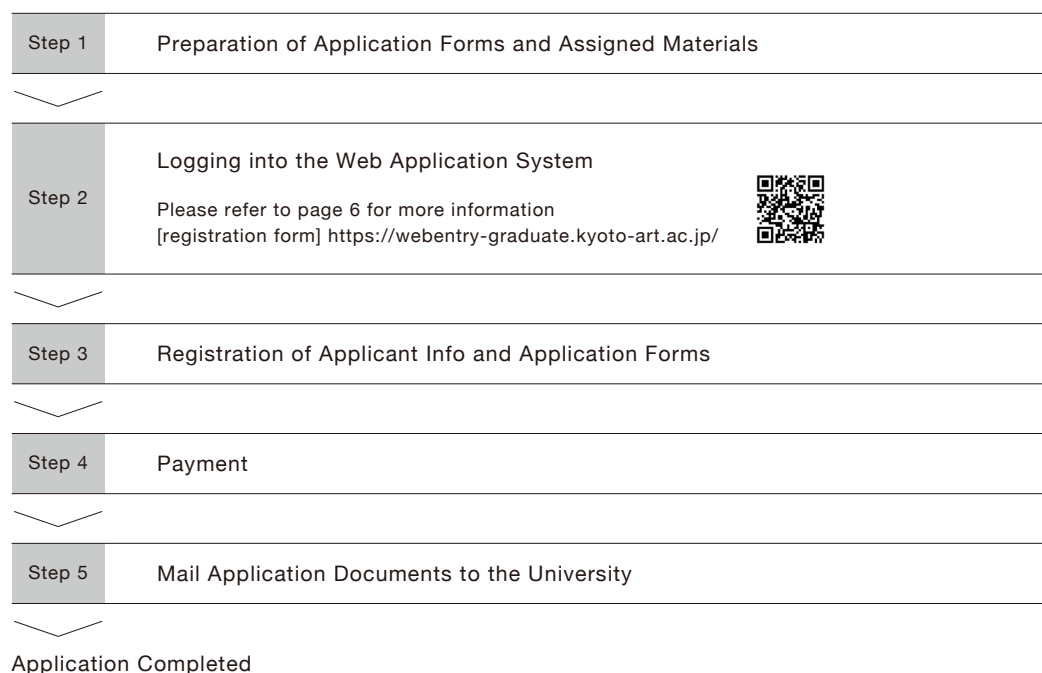 Step 1
Preparation of Application Forms and Assigned Materials
Step 2
Logging into the Web Application System
Please refer to page 6 for more information
[registration form] https://webentry-graduate.kyoto-art.ac.jp/
Step 3
Registration of Applicant Info and Application Forms
Step 4
Payment
Step 5
Mail Application Documents to the University
Application Completed